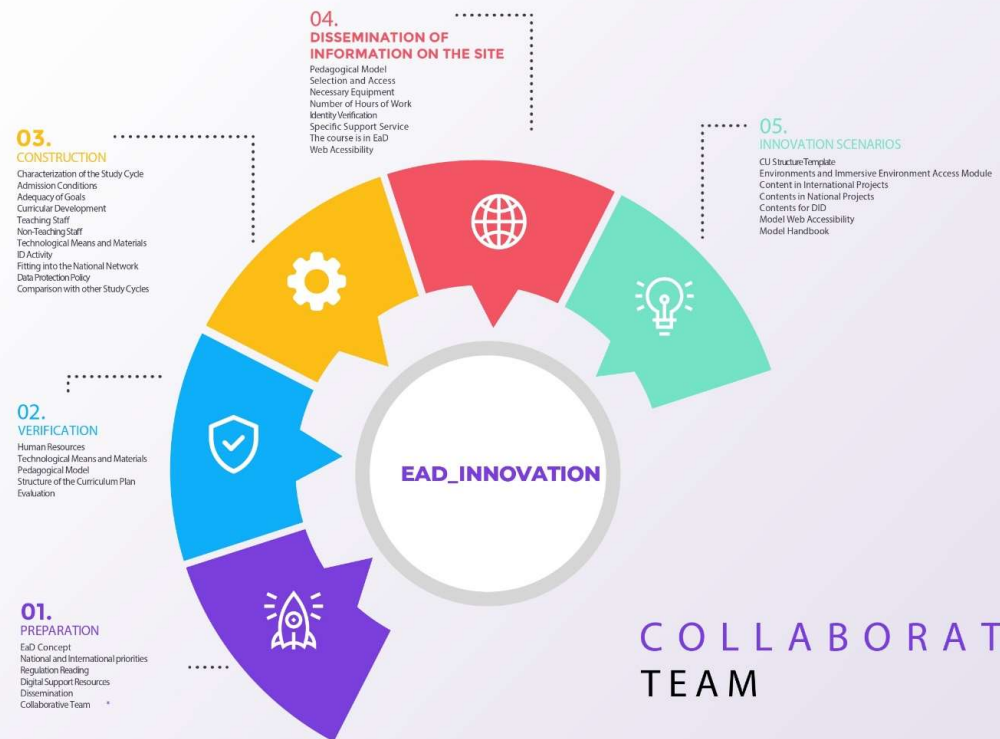 04.
DISSEMINATION OF
INFORMATION ON THE SITE
Pedagogical Model
Selection and Access
Necessary Equipment
Number of Hours of Work
Identity Verification
Specific Support Service
The course is in EaD
Web Acessibility
03.
CONSTRUCTION
Characterization of the Study Cycle
Admission Conditions
Adequacy of Goals
Curricular Development
Teaching Staff
Non-Teaching Staff
Technological Means and Materials
ID Activity
Fitting into the National Network
Data Protection Policy
Comparison with other Study Cycles
05.
INNOVATION SCENARIOS
CU StructureTemplate
Environments and Immersive Environment Access Module
Content in International Projects
Contents in National Projects
Contents for DID
Model Web Accessibility
Model Handbook
02.
VERIFICATION
Human Resources
Technological Means and Materials
Pedagogical Model
Structure of the Curriculum Plan
Evaluation
EAD_INNOVATION
01.
PREPARATION
EaD Concept
National and International priorities
Regulation Reading
Digital Support Resources
Dissemination
Collaborative Team *
COLLABORAT
TEAM